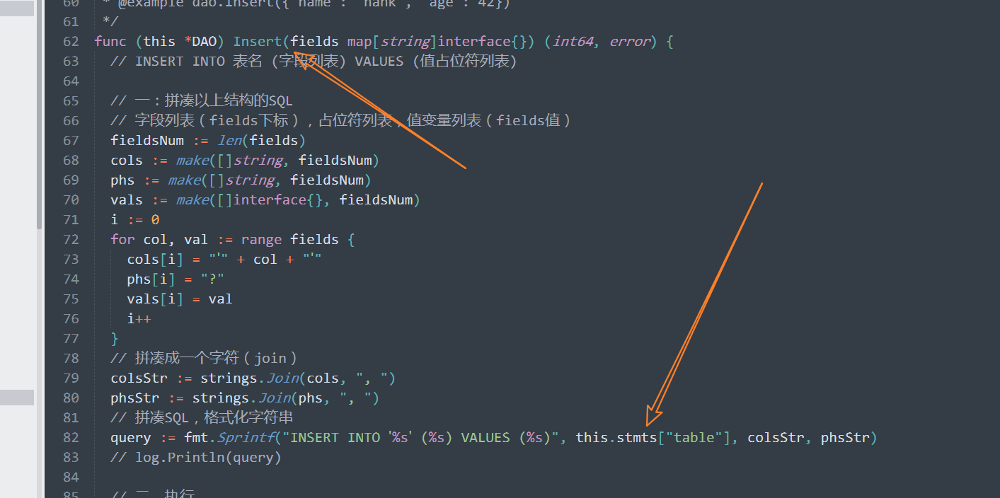 60 * @example dao.Insert({"name": "hank", "age": 42})
61 */
62 func (this *DAO) Insert(fields map[string]interface{}) (int64, error) {
63 // INSERT INTO 表名 (字段列表) VALUES (值占位符列表)
64
65 // 一：拼凑以上结构的SQL
66 // 字段列表（fields下标），占位符列表，值变量列表（fields值）
67 fieldsNum := len(fields)
68 cols := make([]string, fieldsNum)
69 phs := make([]string, fieldsNum)
70 vals := make([]interface{}, fieldsNum)
71 i := 0
72 for col, val := range fields {
73 cols[i] = "'" + col + "'"
74 phs[i] = "?"
75 vals[i] = val
76 i++
77 }
78 // 拼凑成一个字符（join）
79 colsStr := strings.Join(cols, ", ")
80 phsStr := strings.Join(phs, ", ")
81 // 拼凑SQL，格式化字符串
82 query := fmt.Sprintf("INSERT INTO '%s' (%s) VALUES (%s)", this.stmts["table"], colsStr, phsStr)
83 // log.Println(query)
84
85 // 二 执行